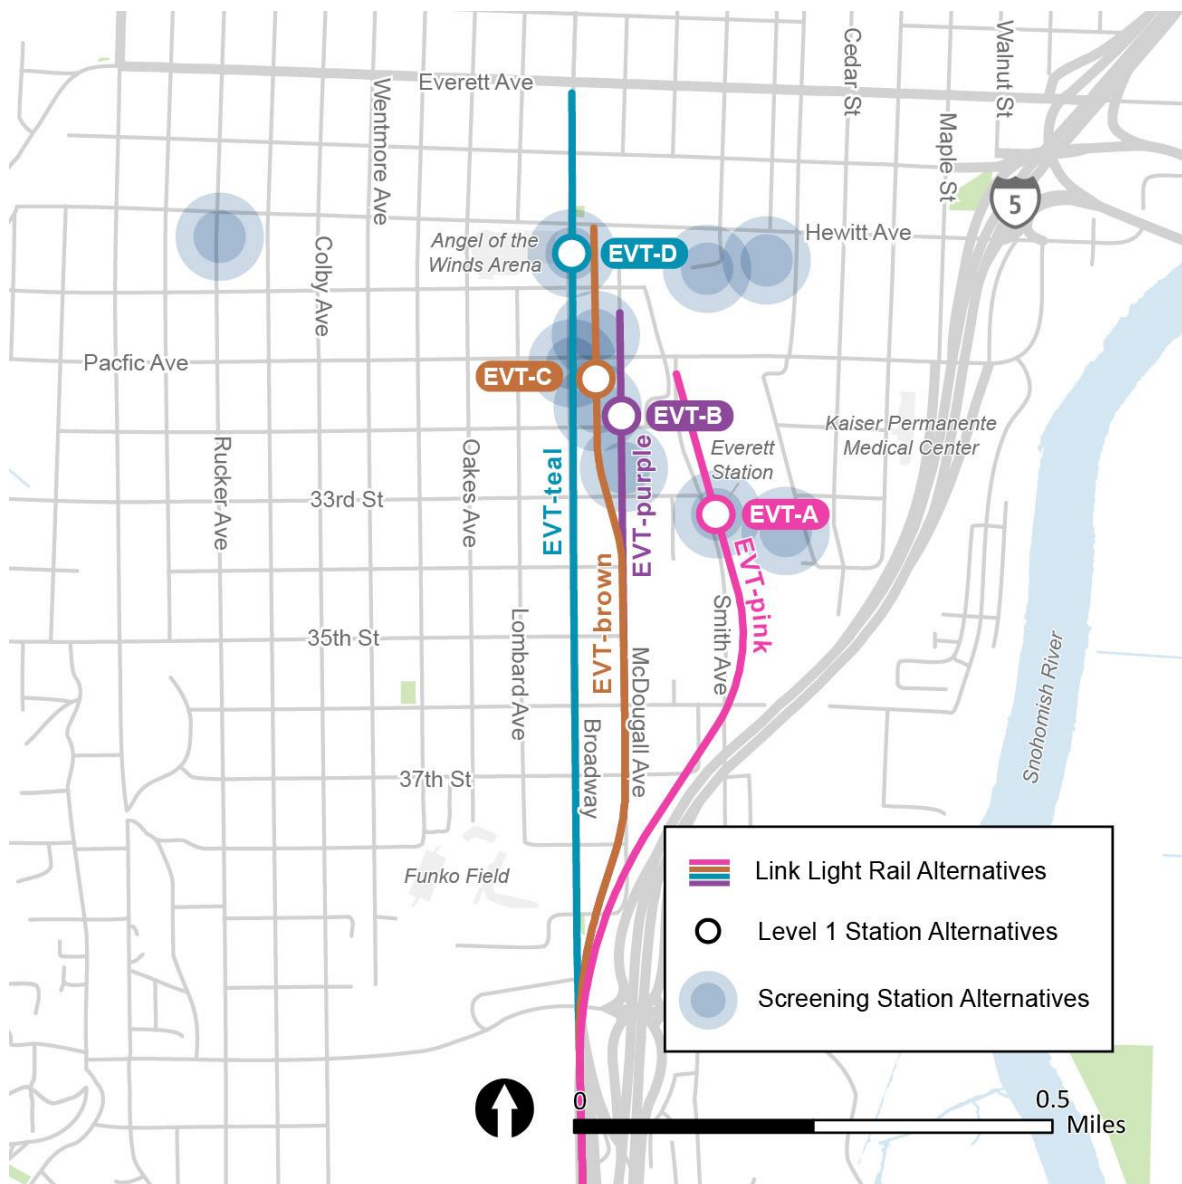 Everett Ave
Wentmore Ave
Cedar St
Walnut St
Maple St
5
Hewitt Ave
Angel of the
Winds Arena
EVT-D
Colby Ave
Pacfic Ave
EVT-C
EVT-B
Kaiser Permanente
Medical Center
Everett
Station
Rucker Ave
Oakes Ave
33rd St
EVT-teal
EVT-purple
EVT-A
EVT-pink
EVT-brown
35th St
Lombard Ave
McDougall Ave
Smith Ave
Snohomish River
Broadway
37th St
Funko Field
Link Light Rail Alternatives
Level 1 Station Alternatives
Screening Station Alternatives
0
0.5
Miles